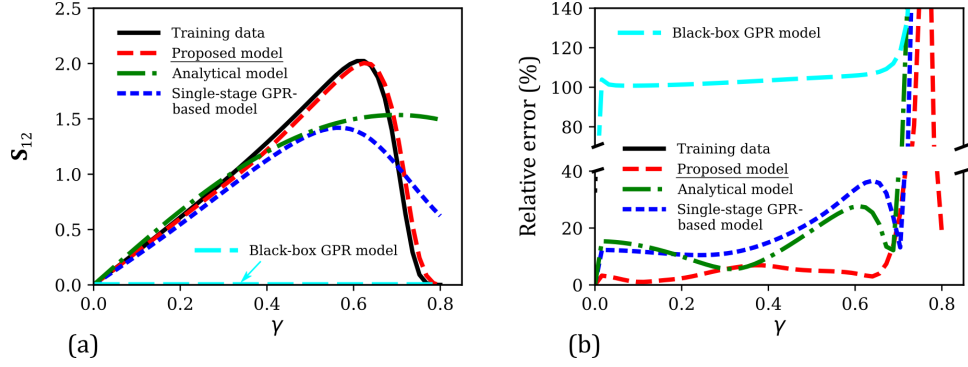 2.5
2.0
1.5
1.0
0.5
0.0
S12
Training data
Proposed model
Analytical model
Single-stage GPR-
based model
Black-box GPR model
0.0 0.2 0.4 0.6 0.8
γ
(a)
140
120
100
80
60
40
20
0
Relative error (%)
Black-box GPR model
Training data
Proposed model
Analytical model
Single-stage GPR-
based model
0.0 0.2 0.4 0.6 0.8
γ
(b)